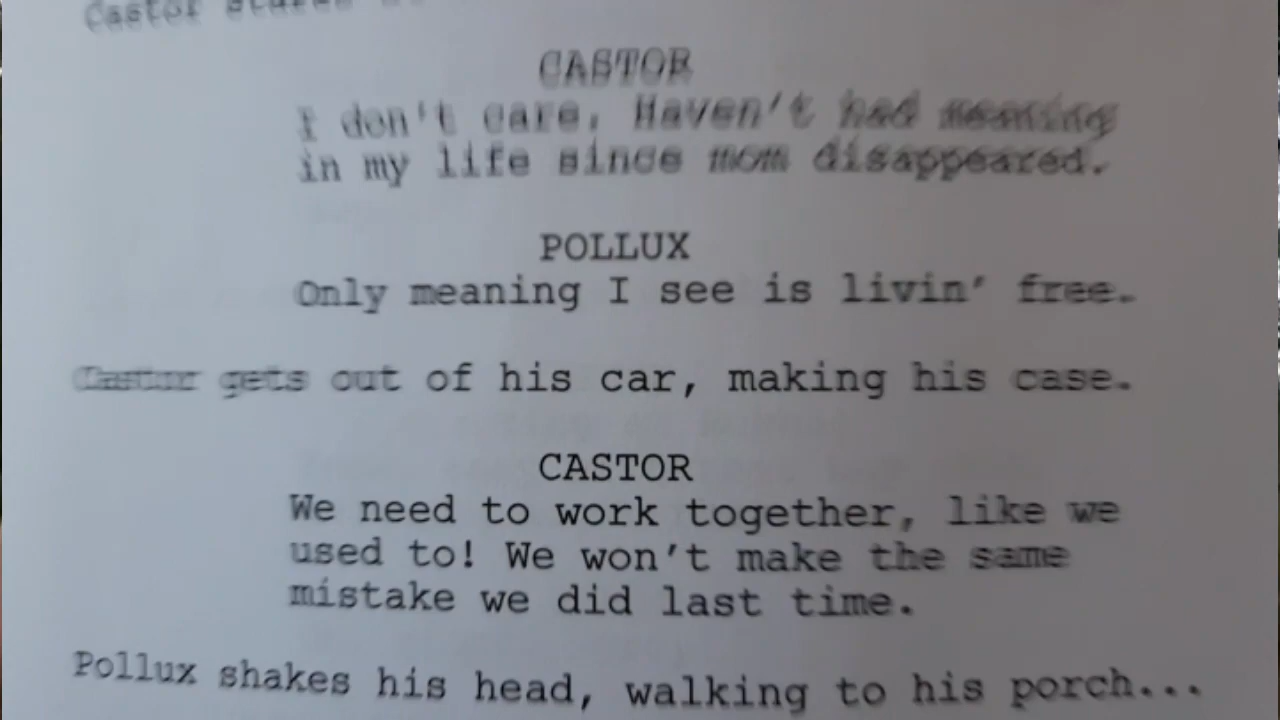 Castor
CASTOR
I don't care. Haven't had meaning
in my life since mom disappeared.
POLLUX
Only meaning I see is livin' free.
Castor gets out of his car, making his case.
CASTOR
We need to work together, like we
used to! We won't make the same
mistake we did last time.
Pollux shakes his head, walking to his porch...